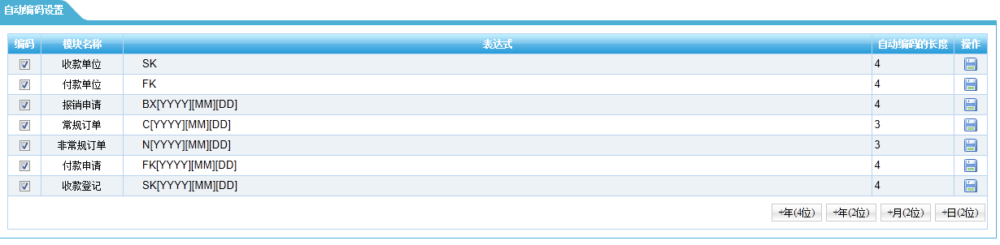 自动编码设置
编码 模块名称 表达式 自动编码的长度 操作
收款单位 SK 4
付款单位 FK 4
报销申请 BX[YYYY][MM][DD] 4
常规订单 C[YYYY][MM][DD] 3
非常规订单 N[YYYY][MM][DD] 3
付款申请 FK[YYYY][MM][DD] 4
收款登记 SK[YYYY][MM][DD] 4
+年(4位) +年(2位) +月(2位) +日(2位)